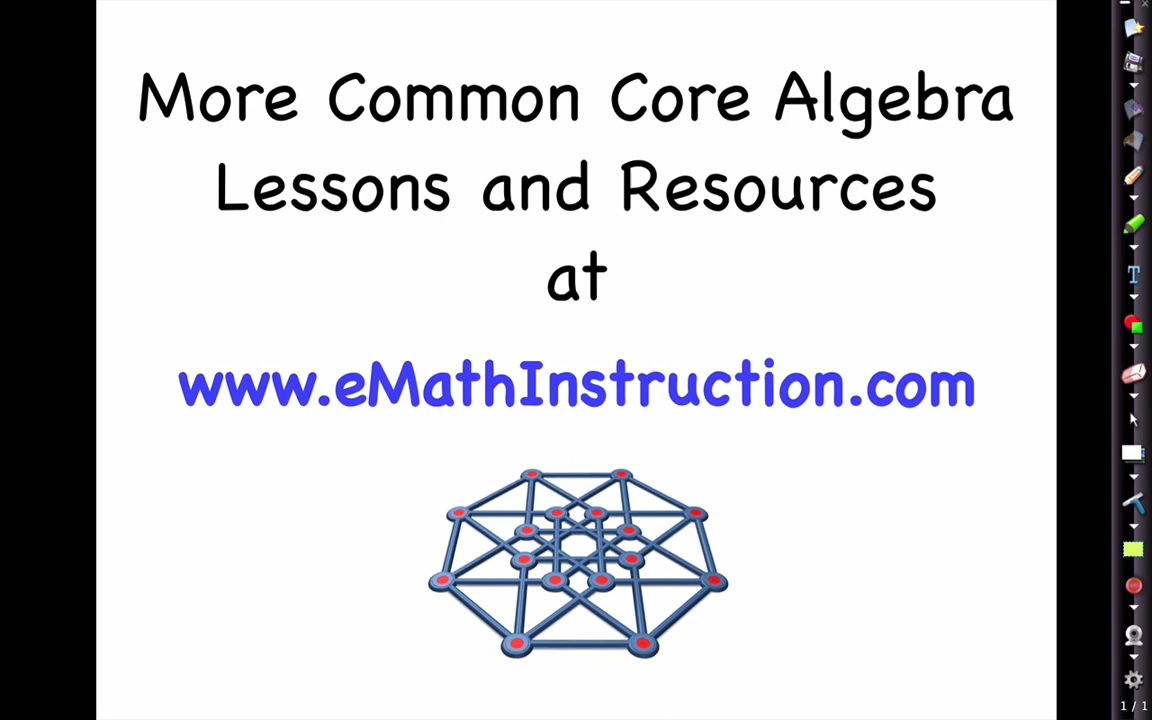 More Common Core Algebra
Lessons and Resources
at
www.eMathInstruction.com
T
1 / 1